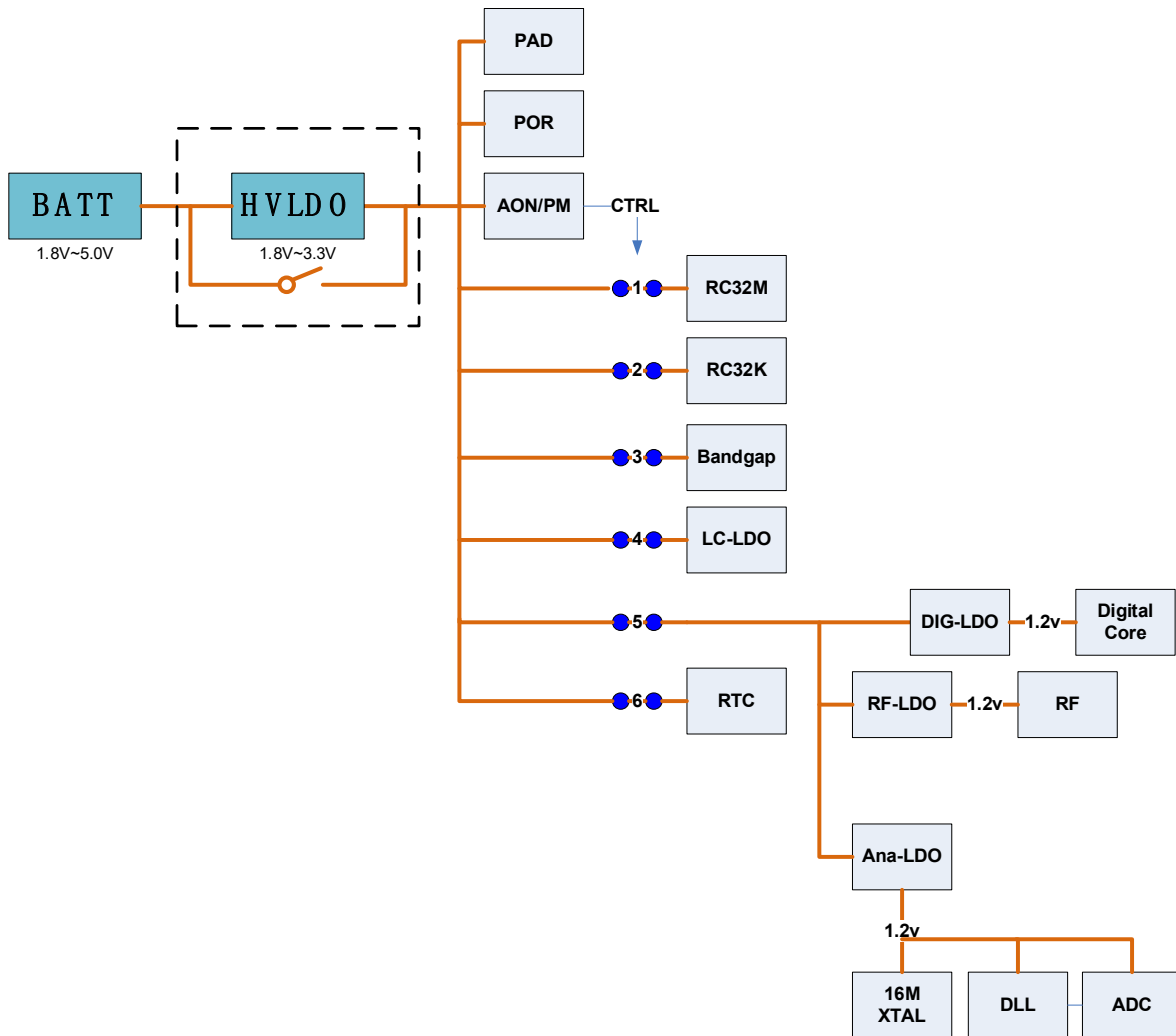 PAD
POR
BATT
1.8V~5.0V
HVLDO
1.8V~3.3V
AON/PM
CTRL
1
RC32M
2
RC32K
3
Bandgap
4
LC-LDO
5
DIG-LDO
1.2v
Digital
Core
6
RTC
RF-LDO
1.2v
RF
Ana-LDO
1.2v
16M
XTAL
DLL
ADC